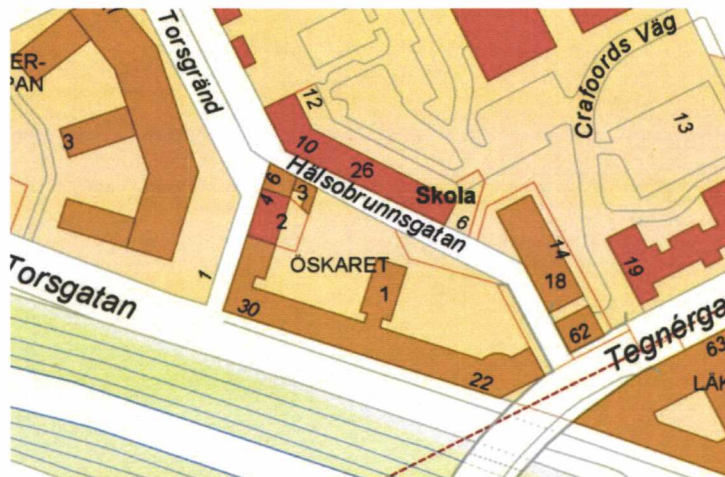 ER-
PAN
3
Torsgränd
12
10
26
Hälsobrunnsgatan
Skola
6
Crafoords Väg
13
6
4
3
2
ÖSKARET
1
1
30
22
14
18
62
19
Torsgatan
Tegnérga
63
LÄK